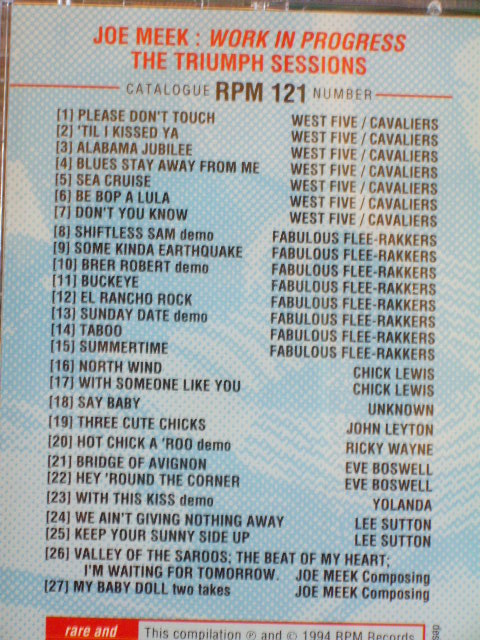 JOE MEEK : WORK IN PROGRESS
THE TRIUMPH SESSIONS
CATALOGUE RPM 121 NUMBER
[1] PLEASE DON'T TOUCH WEST FIVE / CAVALIERS
[2] 'TIL I KISSED YA WEST FIVE / CAVALIERS
[3] ALABAMA JUBILEE WEST FIVE / CAVALIERS
[4] BLUES STAY AWAY FROM ME WEST FIVE / CAVALIERS
[5] SEA CRUISE WEST FIVE / CAVALIERS
[6] BE BOP A LULA WEST FIVE / CAVALIERS
[7] DON'T YOU KNOW WEST FIVE / CAVALIERS
[8] SHIFTLESS SAM demo FABULOUS FLEE-RAKKERS
[9] SOME KINDA EARTHQUAKE FABULOUS FLEE-RAKKERS
[10] BRER ROBERT demo FABULOUS FLEE-RAKKERS
[11] BUCKEYE FABULOUS FLEE-RAKKERS
[12] EL RANCHO ROCK FABULOUS FLEE-RAKKERS
[13] SUNDAY DATE demo FABULOUS FLEE-RAKKERS
[14] TABOO FABULOUS FLEE-RAKKERS
[15] SUMMERTIME FABULOUS FLEE-RAKKERS
[16] NORTH WIND CHICK LEWIS
[17] WITH SOMEONE LIKE YOU CHICK LEWIS
[18] SAY BABY UNKNOWN
[19] THREE CUTE CHICKS JOHN LEYTON
[20] HOT CHICK A 'ROO demo RICKY WAYNE
[21] BRIDGE OF AVIGNON EVE BOSWELL
[22] HEY 'ROUND THE CORNER EVE BOSWELL
[23] WITH THIS KISS demo YOLANDA
[24] WE AIN'T GIVING NOTHING AWAY LEE SUTTON
[25] KEEP YOUR SUNNY SIDE UP LEE SUTTON
[26] VALLEY OF THE SAROOS; THE BEAT OF MY HEART;
I'M WAITING FOR TOMORROW. JOE MEEK Composing
[27] MY BABY DOLL two takes JOE MEEK Composing
rare and
This compilation ℗ and © 1994 RPM Records